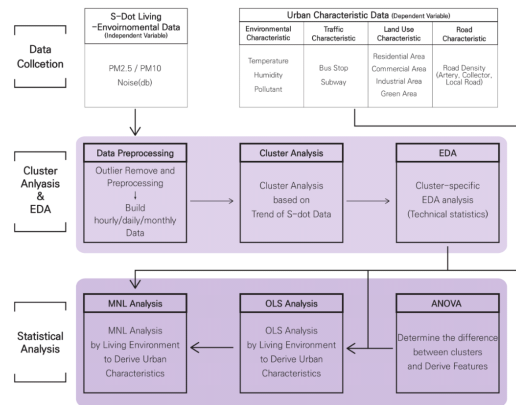 Data
Collcetion
S-Dot Living
-Envoirnomental Data
(Independent Variable)
PM2.5 / PM10
Noise(db)
Urban Characteristic Data (Dependent Variable)
Environmental
Characteristic
Temperature
Humidity
Pollutant
Traffic
Characteristic
Bus Stop
Subway
Land Use
Characteristic
Residential Area
Commercial Area
Industrial Area
Green Area
Road
Characteristic
Road Density
(Artery, Collector,
Local Road)
Cluster
Anlyasis
&
EDA
Data Preprocessing
Outlier Remove and
Preprocessing
↓
Build
hourly/daily/monthly
Data
Cluster Analysis
Cluster Analysis
based on
Trend of S-dot Data
EDA
Cluster-specific
EDA analysis
(Technical statistics)
Statistical
Analysis
MNL Analysis
MNL Analysis
by Living Environment
to Derive Urban
Characteristics
OLS Analysis
OLS Analysis
by Living Environment
to Derive Urban
Characteristics
ANOVA
Determine the difference
between clusters
and Derive Features